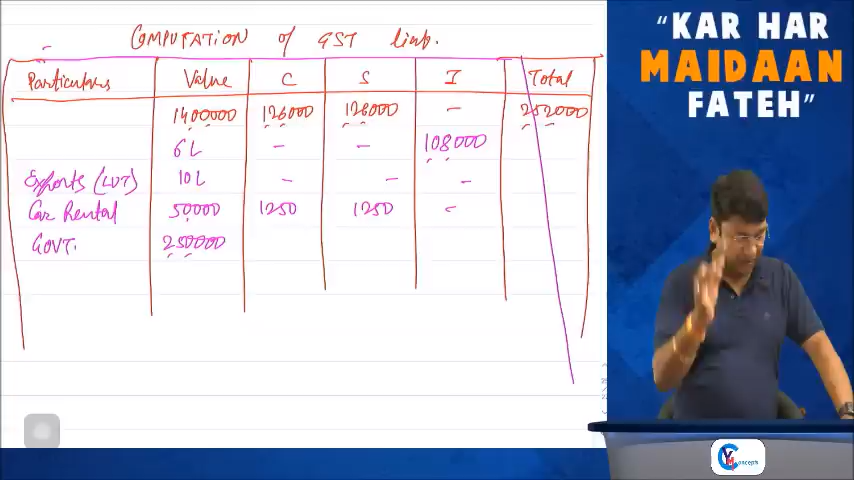 COMPUTATION of GST liab.
Particulars Value C S I Total
1400000 126000 126000 - 252000
6L - - 108000
Exports (LUT) 10L - - -
Car Rental 50000 1250 1250 -
GOVT. 250000
"KAR HAR
MAIDAAN
FATEH"